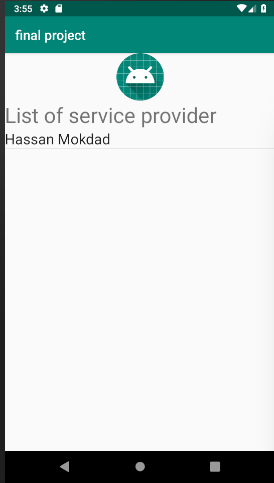 3:55
final project
List of service provider
Hassan Mokdad